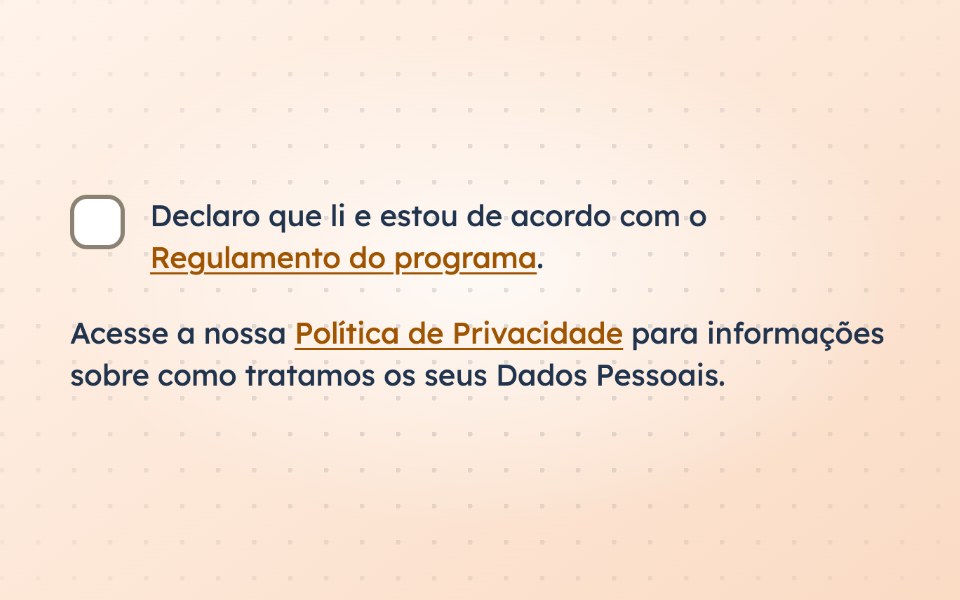 Declaro que li e estou de acordo com o
Regulamento do programa.
Acesse a nossa Política de Privacidade para informações
sobre como tratamos os seus Dados Pessoais.